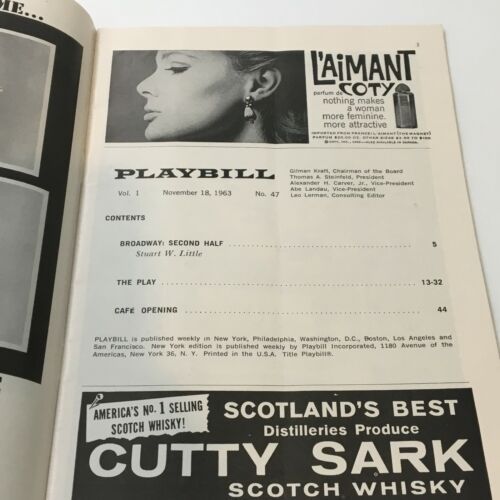 ME...
3
L'AIMANT
parfum de COTY
nothing makes
a woman
more feminine,
more attractive
PLAYBILL
Gilman Kraft, Chairman of the Board
Thomas A. Steinfeld, President
Alexander H. Carver, Jr., Vice-President
Abe Landau, Vice-President
Leo Lerman, Consulting Editor
Vol. 1 November 18, 1963 No. 47
CONTENTS
BROADWAY: SECOND HALF 5
Stuart W. Little
THE PLAY 13-32
CAFÉ OPENING 44
PLAYBILL is published weekly in New York, Philadelphia, Washington, D.C., Boston, Los Angeles and
San Francisco. New York edition is published weekly by Playbill Incorporated, 1180 Avenue of the
Americas, New York 36, N. Y. Printed in the U.S.A. Title Playbill®.
AMERICA'S No. 1 SELLING
SCOTCH WHISKY!
SCOTLAND'S BEST
Distilleries Produce
CUTTY SARK
SCOTCH WHISKY